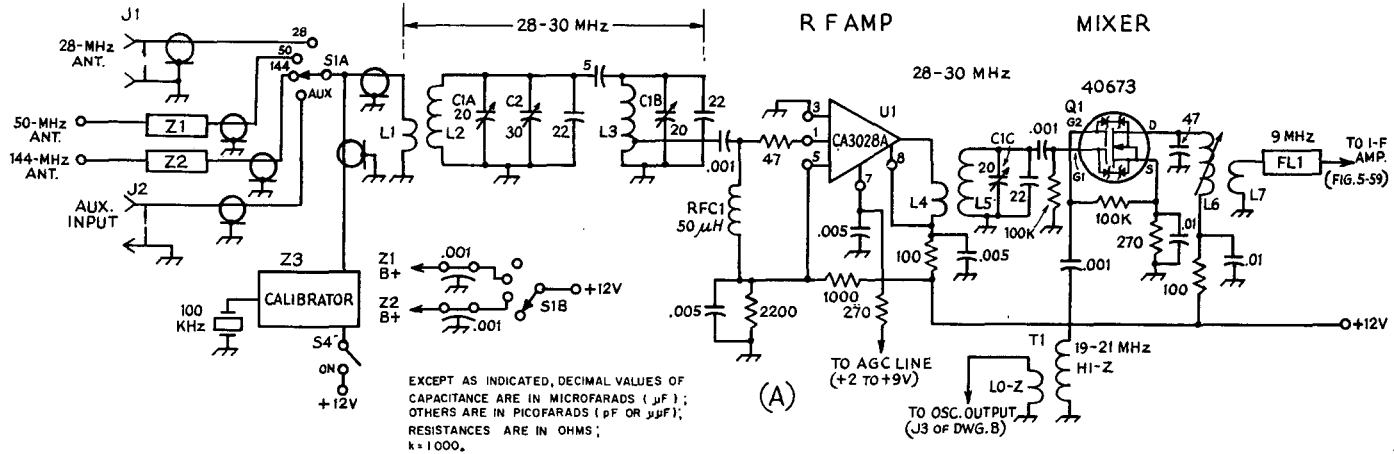 J1
28-MHz
ANT.
50-MHz
ANT.
144-MHz
ANT.
J2
AUX.
INPUT
28
50
144
AUX
S1A
Z1
Z2
Z3
CALIBRATOR
100
KHz
S4
ON
+12V
Z1
B+
Z2
B+
.001
.001
S1B
+12V
28-30 MHz
L1
L2
C1A
20
C2
30
22
5
L3
C1B
20
22
.001
47
RFC1
50 μH
.005
2200
1000
270
TO AGC LINE
(+2 TO +9V)
R F AMP
3
1
5
U1
CA3028A
8
7
.005
L4
100
.005
28-30 MHz
L5
C1C
20
22
.001
100K
MIXER
40673
Q1
G2
G1
D
S
47
100K
270
.01
.001
L6
L7
9 MHz
FL1
TO I-F
AMP.
(FIG.5-59)
.01
100
+12V
T1
19-21 MHz
HI-Z
LO-Z
TO OSC. OUTPUT
(J3 OF DWG.B)
(A)
EXCEPT AS INDICATED, DECIMAL VALUES OF
CAPACITANCE ARE IN MICROFARADS ( μF ) ;
OTHERS ARE IN PICOFARADS ( pF OR μμF) ;
RESISTANCES ARE IN OHMS ;
k = 1000.